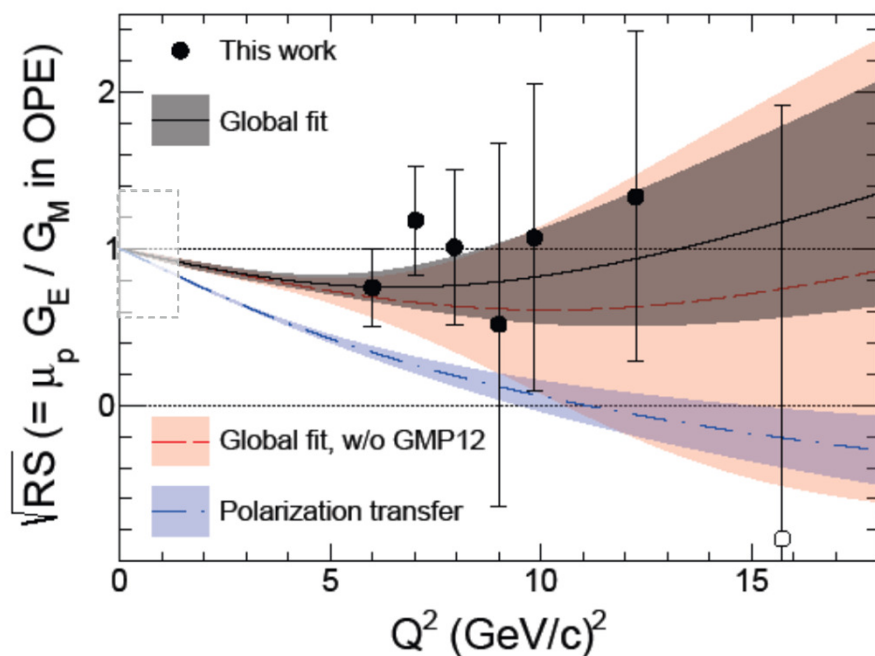 √RS (= μp GE / GM in OPE)
2
1
0
This work
Global fit
Global fit, w/o GMP12
Polarization transfer
0 5 10 15
Q² (GeV/c)²